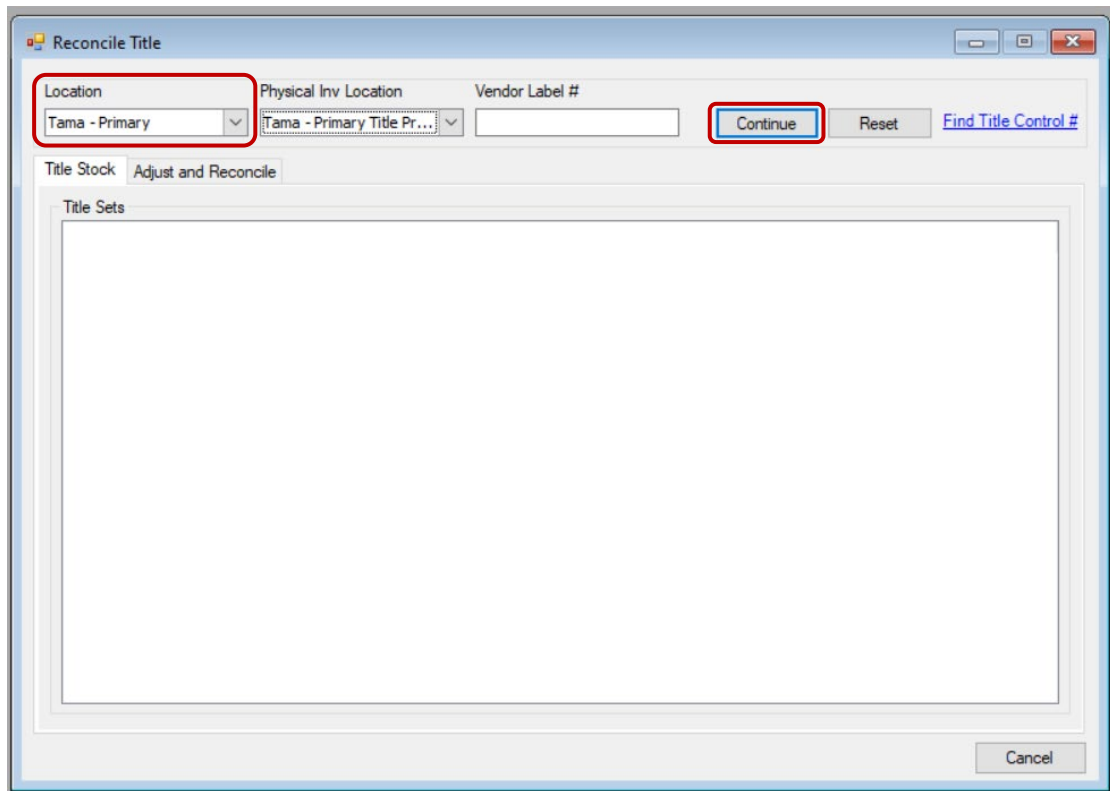 Reconcile Title
Location Physical Inv Location Vendor Label #
Tama - Primary Tama - Primary Title Pr... Continue Reset Find Title Control #
Title Stock Adjust and Reconcile
Title Sets
Cancel